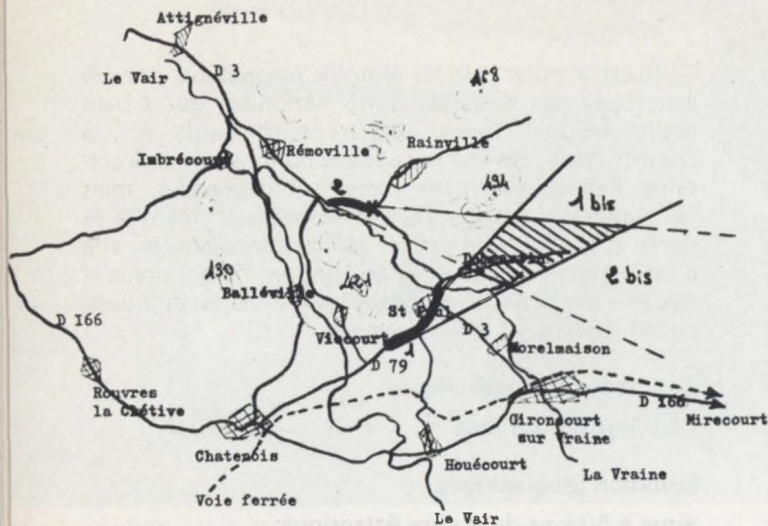 Attignéville
Le Vair
D 3
Imbrécourt
Rémoville
Rainville
2
1 bis
2 bis
Balléville
St Paul
Viocourt
1
D 3
D 79
Morelmaison
D 166
Rouvres
la Chétive
Chatenois
Gironcourt
sur Vraine
D 166
Mirecourt
Houécourt
La Vraine
Voie ferrée
Le Vair